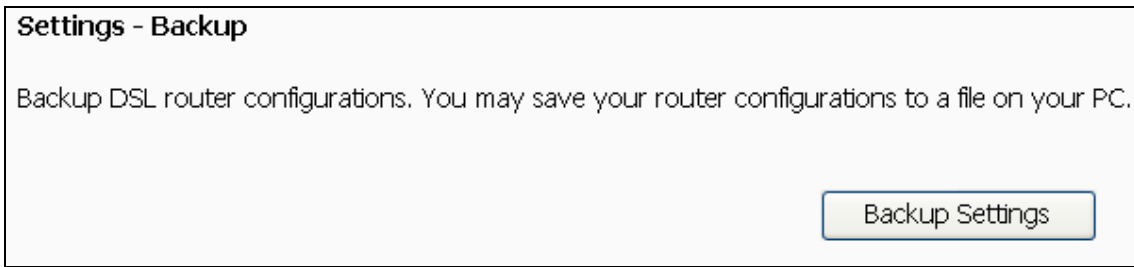 Settings - Backup
Backup DSL router configurations. You may save your router configurations to a file on your PC.
Backup Settings